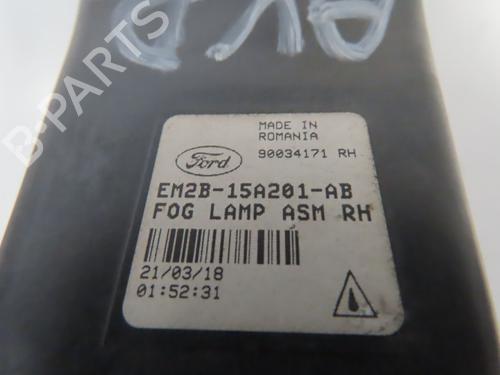 MADE IN
ROMANIA
90034171 RH
Ford
EM2B-15A201-AB
FOG LAMP ASM RH
21/03/18
01:52:31